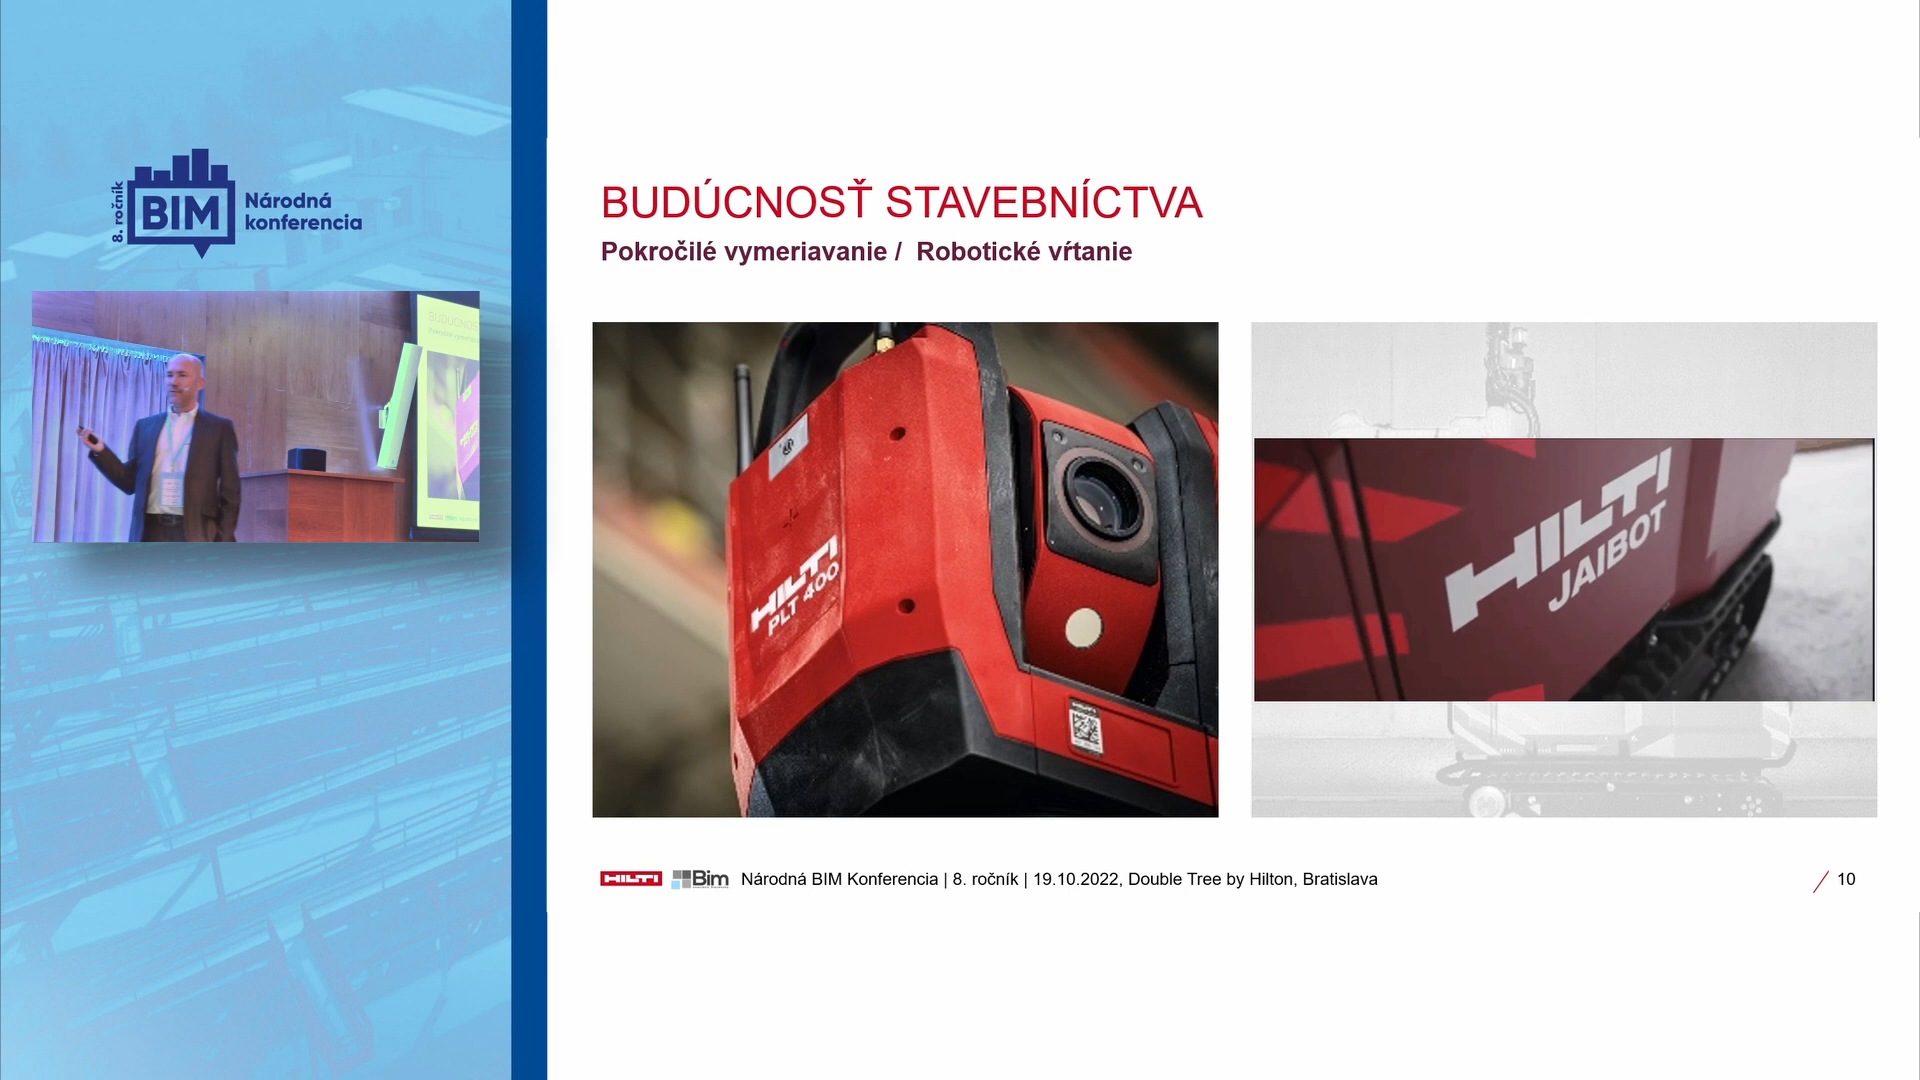 8. ročník
BIM
Národná
konferencia
BUDÚCNOSŤ STAVEBNÍCTVA
Pokročilé vymeriavanie /  Robotické vŕtanie
HILTI
PLT 400
HILTI
JAIBOT
HILTI
Bim
Národná BIM Konferencia | 8. ročník | 19.10.2022, Double Tree by Hilton, Bratislava
10